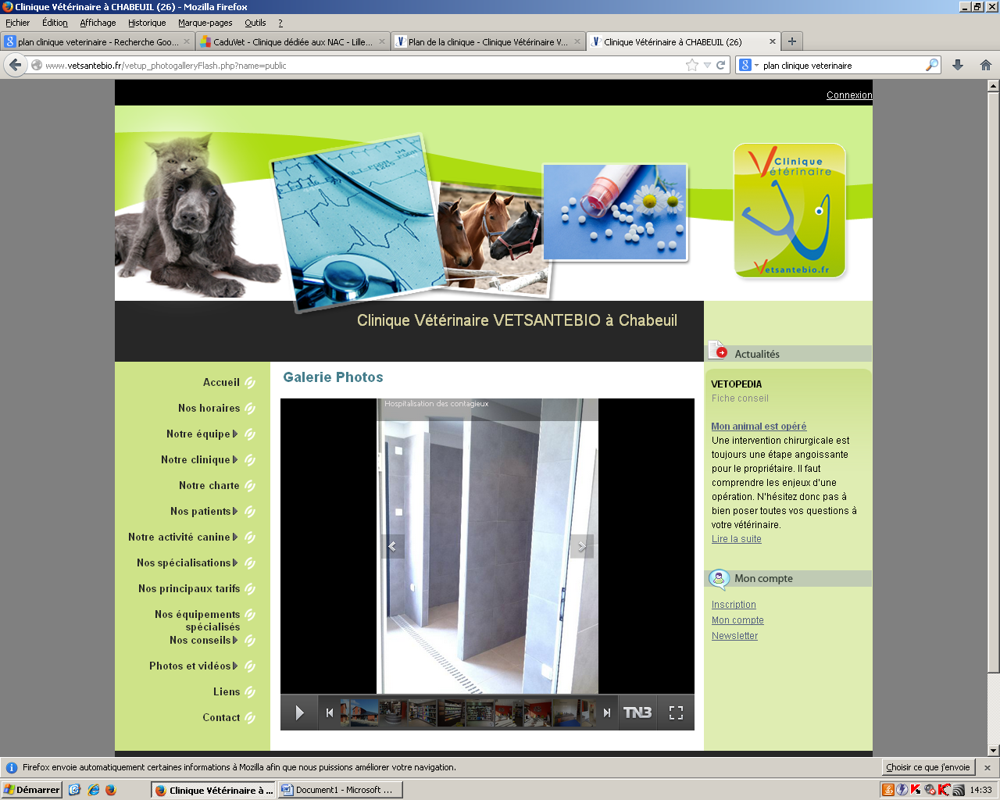 Clinique Vétérinaire à CHABEUIL (26) - Mozilla Firefox
Fichier Édition Affichage Historique Marque-pages Outils ?
plan clinique veterinaire - Recherche Goo...
CaduVet - Clinique dédiée aux NAC - Lille...
Plan de la clinique - Clinique Vétérinaire V...
Clinique Vétérinaire à CHABEUIL (26)
www.vetsantebio.fr/vetup_photogalleryFlash.php?name=public
plan clinique veterinaire
Connexion
Clinique
Vétérinaire
Vetsantebio.fr
Clinique Vétérinaire VETSANTEBIO à Chabeuil
Accueil
Nos horaires
Notre équipe
Notre clinique
Notre charte
Nos patients
Notre activité canine
Nos spécialisations
Nos principaux tarifs
Nos équipements
spécialisés
Nos conseils
Photos et vidéos
Liens
Contact
Galerie Photos
Hospitalisation des contagieux
TN3
Actualités
VETOPEDIA
Fiche conseil
Mon animal est opéré
Une intervention chirurgicale est
toujours une étape angoissante
pour le propriétaire. Il faut
comprendre les enjeux d'une
opération. N'hésitez donc pas à
bien poser toutes vos questions à
votre vétérinaire.
Lire la suite
Mon compte
Inscription
Mon compte
Newsletter
Firefox envoie automatiquement certaines informations à Mozilla afin que nous puissions améliorer votre navigation.
Choisir ce que j'envoie
Démarrer
Clinique Vétérinaire à ...
Document1 - Microsoft ...
14:33